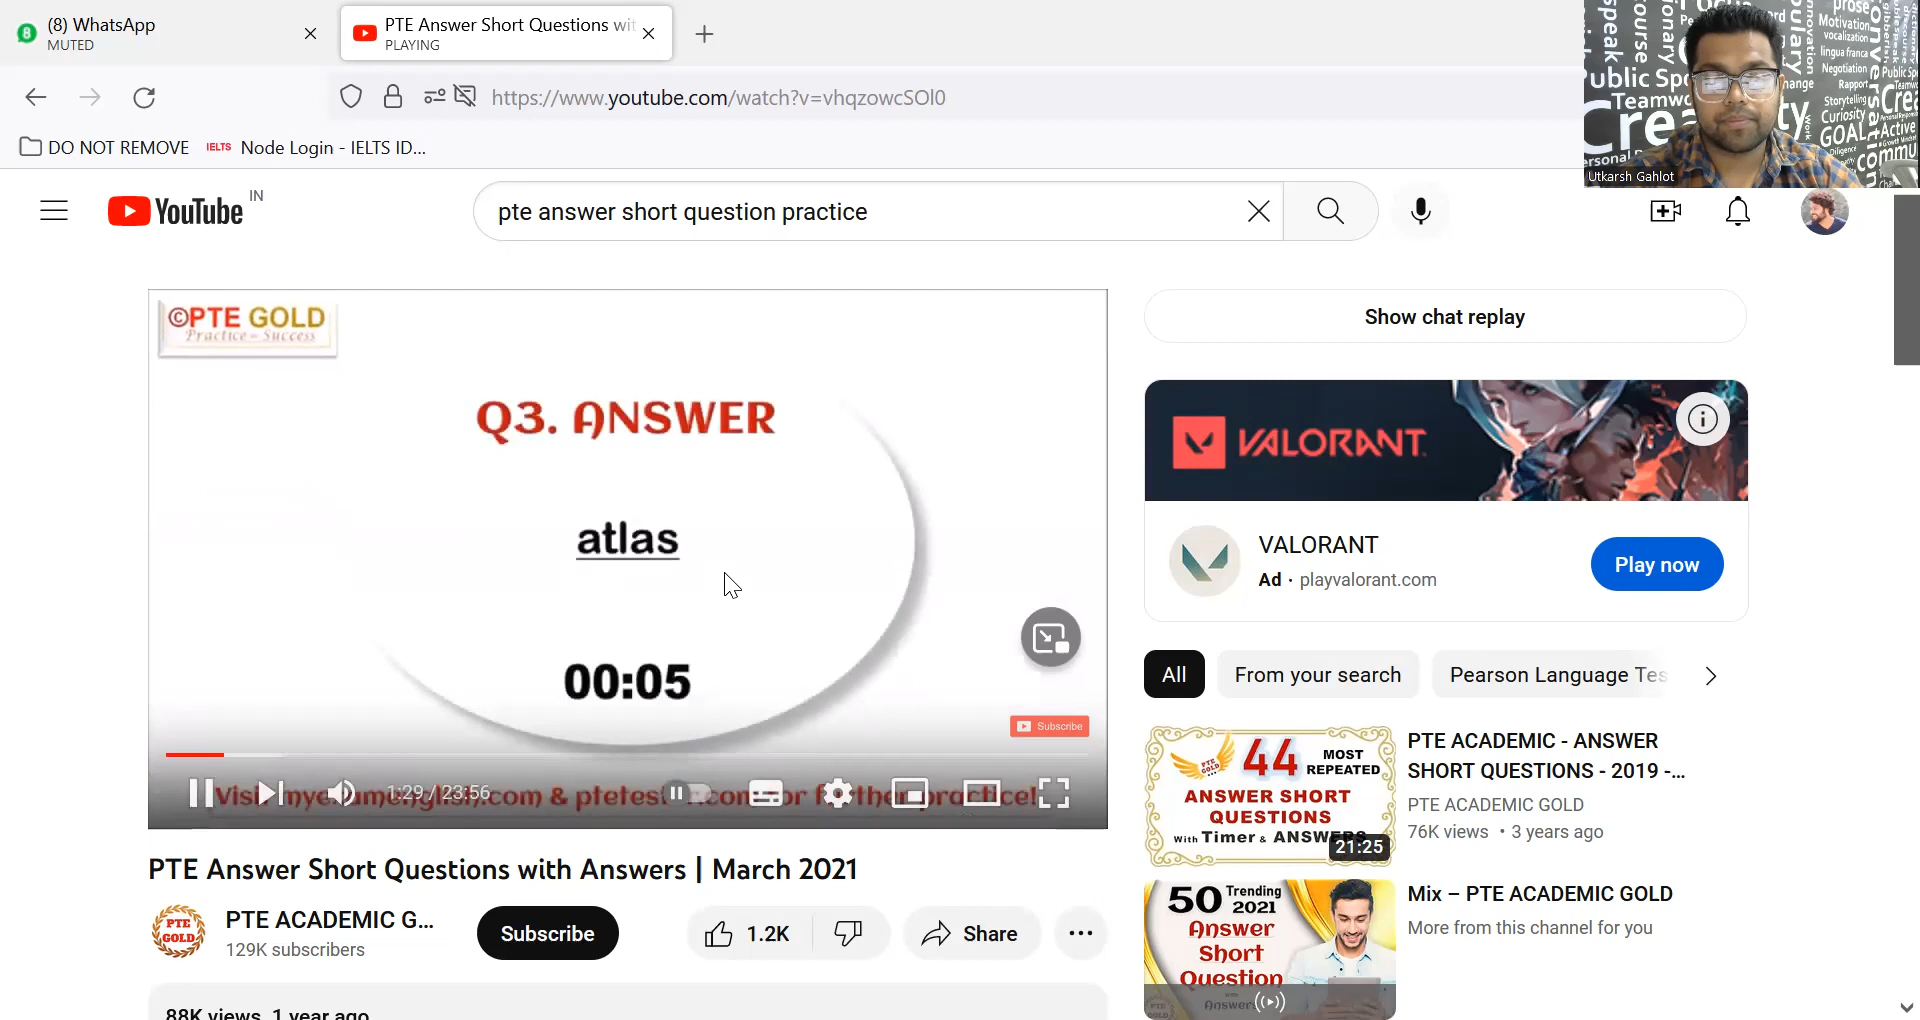 (8) WhatsApp
MUTED
PTE Answer Short Questions wit
PLAYING
https://www.youtube.com/watch?v=vhqzowcSOl0
DO NOT REMOVE
IELTS Node Login - IELTS ID...
Utkarsh Gahlot
YouTube IN
pte answer short question practice
©PTE GOLD
Practice – Success
Q3. ANSWER
atlas
00:05
Subscribe
1:29 / 23:56
PTE Answer Short Questions with Answers | March 2021
PTE GOLD
PTE ACADEMIC G...
129K subscribers
Subscribe
1.2K
Share
88K views 1 year ago
Show chat replay
VALORANT
VALORANT
Ad · playvalorant.com
Play now
All
From your search
Pearson Language Tes
44 MOST REPEATED
ANSWER SHORT
QUESTIONS
With Timer & ANSWERS
21:25
PTE ACADEMIC - ANSWER
SHORT QUESTIONS - 2019 -...
PTE ACADEMIC GOLD
76K views • 3 years ago
50 Trending 2021
Answer
Short
Question
Mix – PTE ACADEMIC GOLD
More from this channel for you